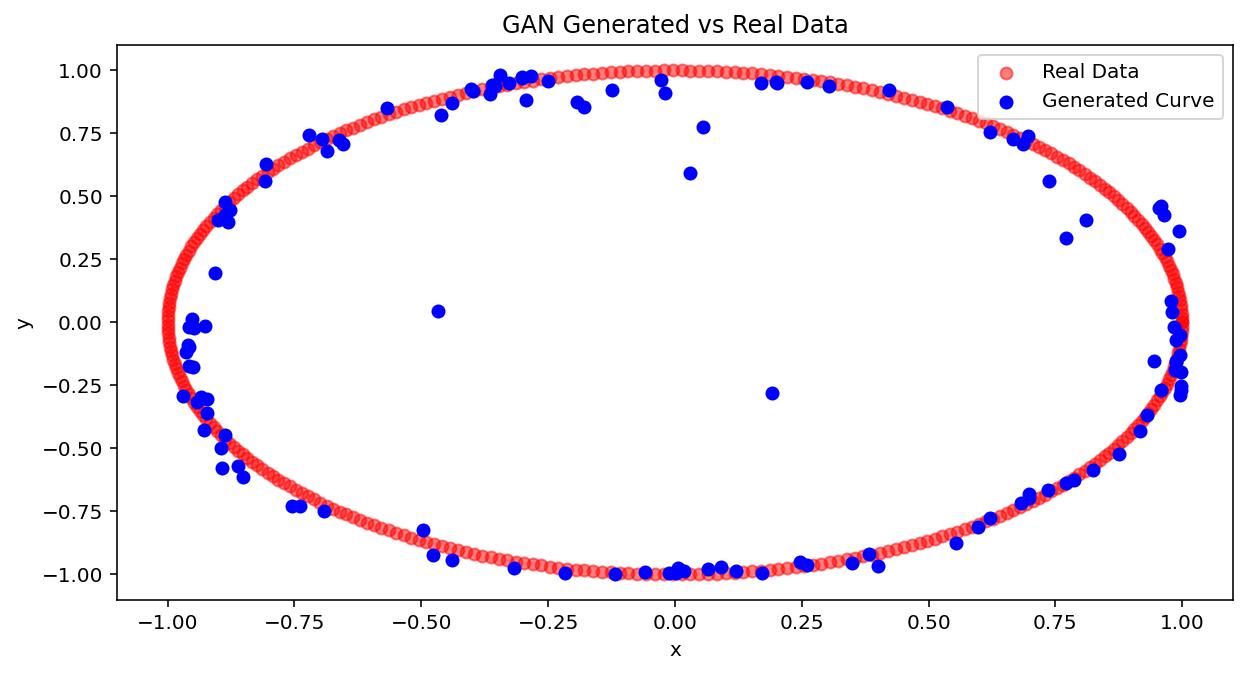 GAN Generated vs Real Data
Real Data
Generated Curve
1.00
0.75
0.50
0.25
0.00
−0.25
−0.50
−0.75
−1.00
y
−1.00 −0.75 −0.50 −0.25 0.00 0.25 0.50 0.75 1.00
x